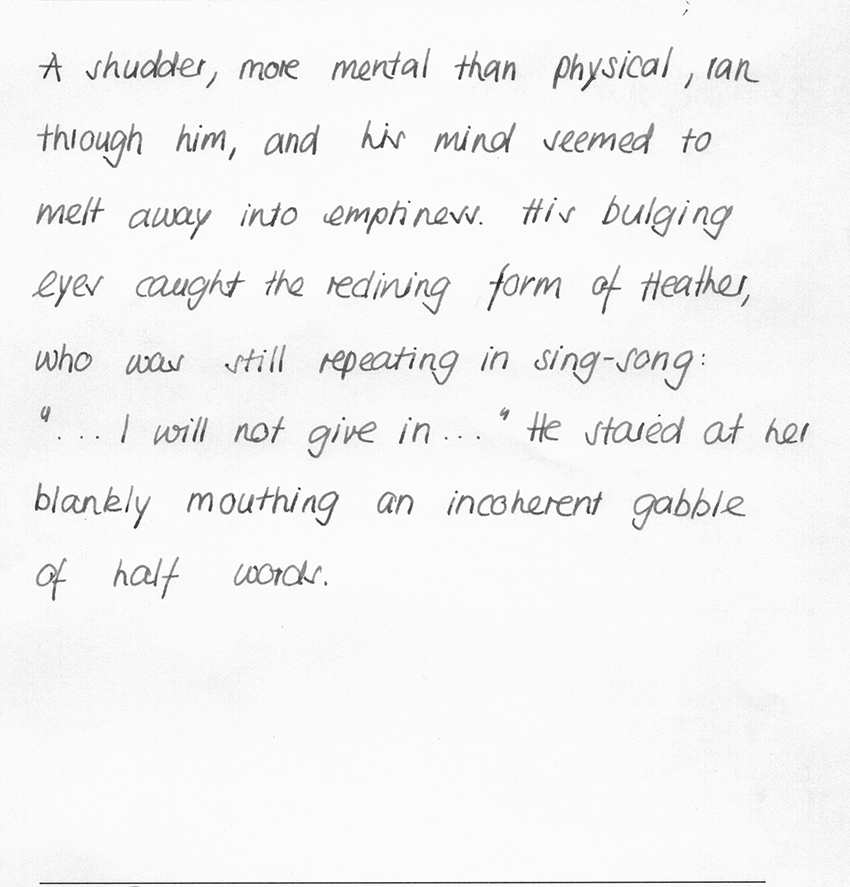 A shudder, more mental than physical, ran
through him, and his mind seemed to
melt away into emptiness. His bulging
eyes caught the reclining form of Heather,
who was still repeating in sing-song:
"... I will not give in..." He stared at her
blankly mouthing an incoherent gabble
of half words.